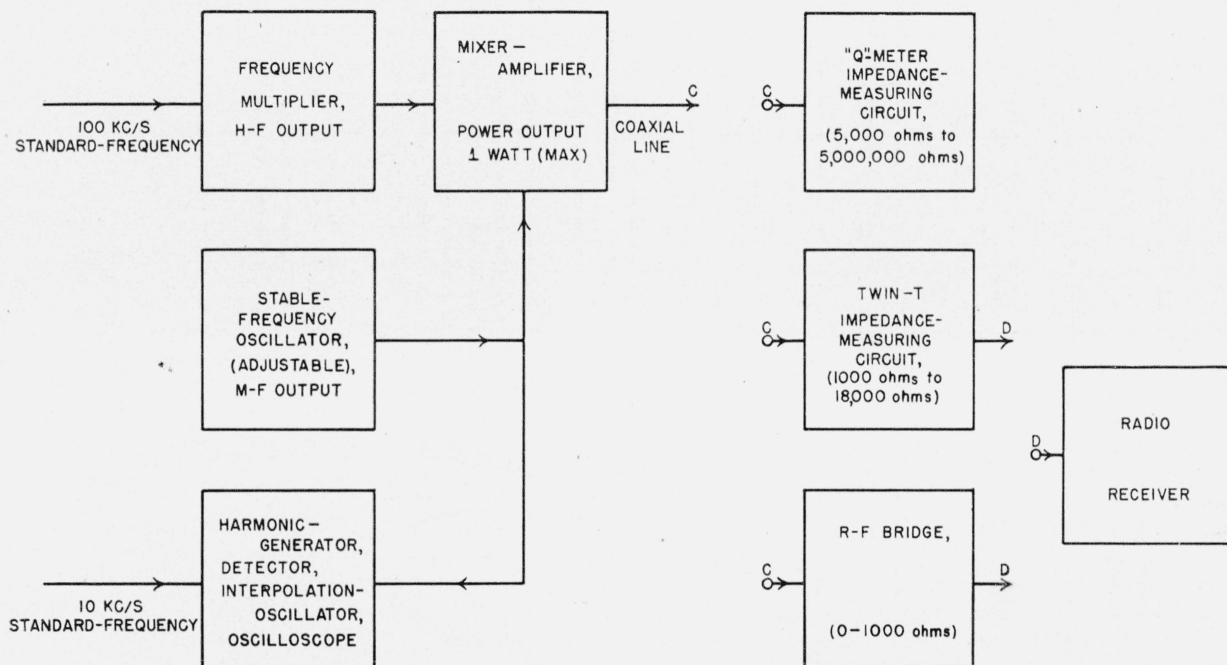 100 KC/S
STANDARD-FREQUENCY
FREQUENCY
MULTIPLIER,
H-F OUTPUT
MIXER—
AMPLIFIER,
POWER OUTPUT
1 WATT (MAX)
C
COAXIAL
LINE
STABLE-
FREQUENCY
OSCILLATOR,
(ADJUSTABLE),
M-F OUTPUT
10 KC/S
STANDARD-FREQUENCY
HARMONIC—
GENERATOR,
DETECTOR,
INTERPOLATION-
OSCILLATOR,
OSCILLOSCOPE
C
"Q"-METER
IMPEDANCE-
MEASURING
CIRCUIT,
(5,000 ohms to
5,000,000 ohms)
C
TWIN-T
IMPEDANCE-
MEASURING
CIRCUIT,
(1000 ohms to
18,000 ohms)
D
C
R-F BRIDGE,
(0-1000 ohms)
D
D
RADIO
RECEIVER